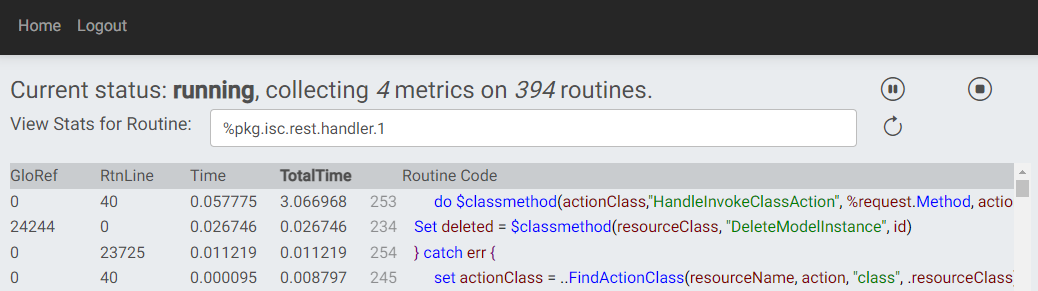 Home Logout
Current status: running, collecting 4 metrics on 394 routines.
View Stats for Routine: %pkg.isc.rest.handler.1
GloRef RtnLine Time TotalTime Routine Code
0 40 0.057775 3.066968 253 do $classmethod(actionClass,"HandleInvokeClassAction", %request.Method, actio
24244 0 0.026746 0.026746 234 Set deleted = $classmethod(resourceClass, "DeleteModelInstance", id)
0 23725 0.011219 0.011219 241 } catch err {
0 40 0.000095 0.008797 245 set actionClass = ..FindActionClass(resourceName, action, "class", .resourceClass